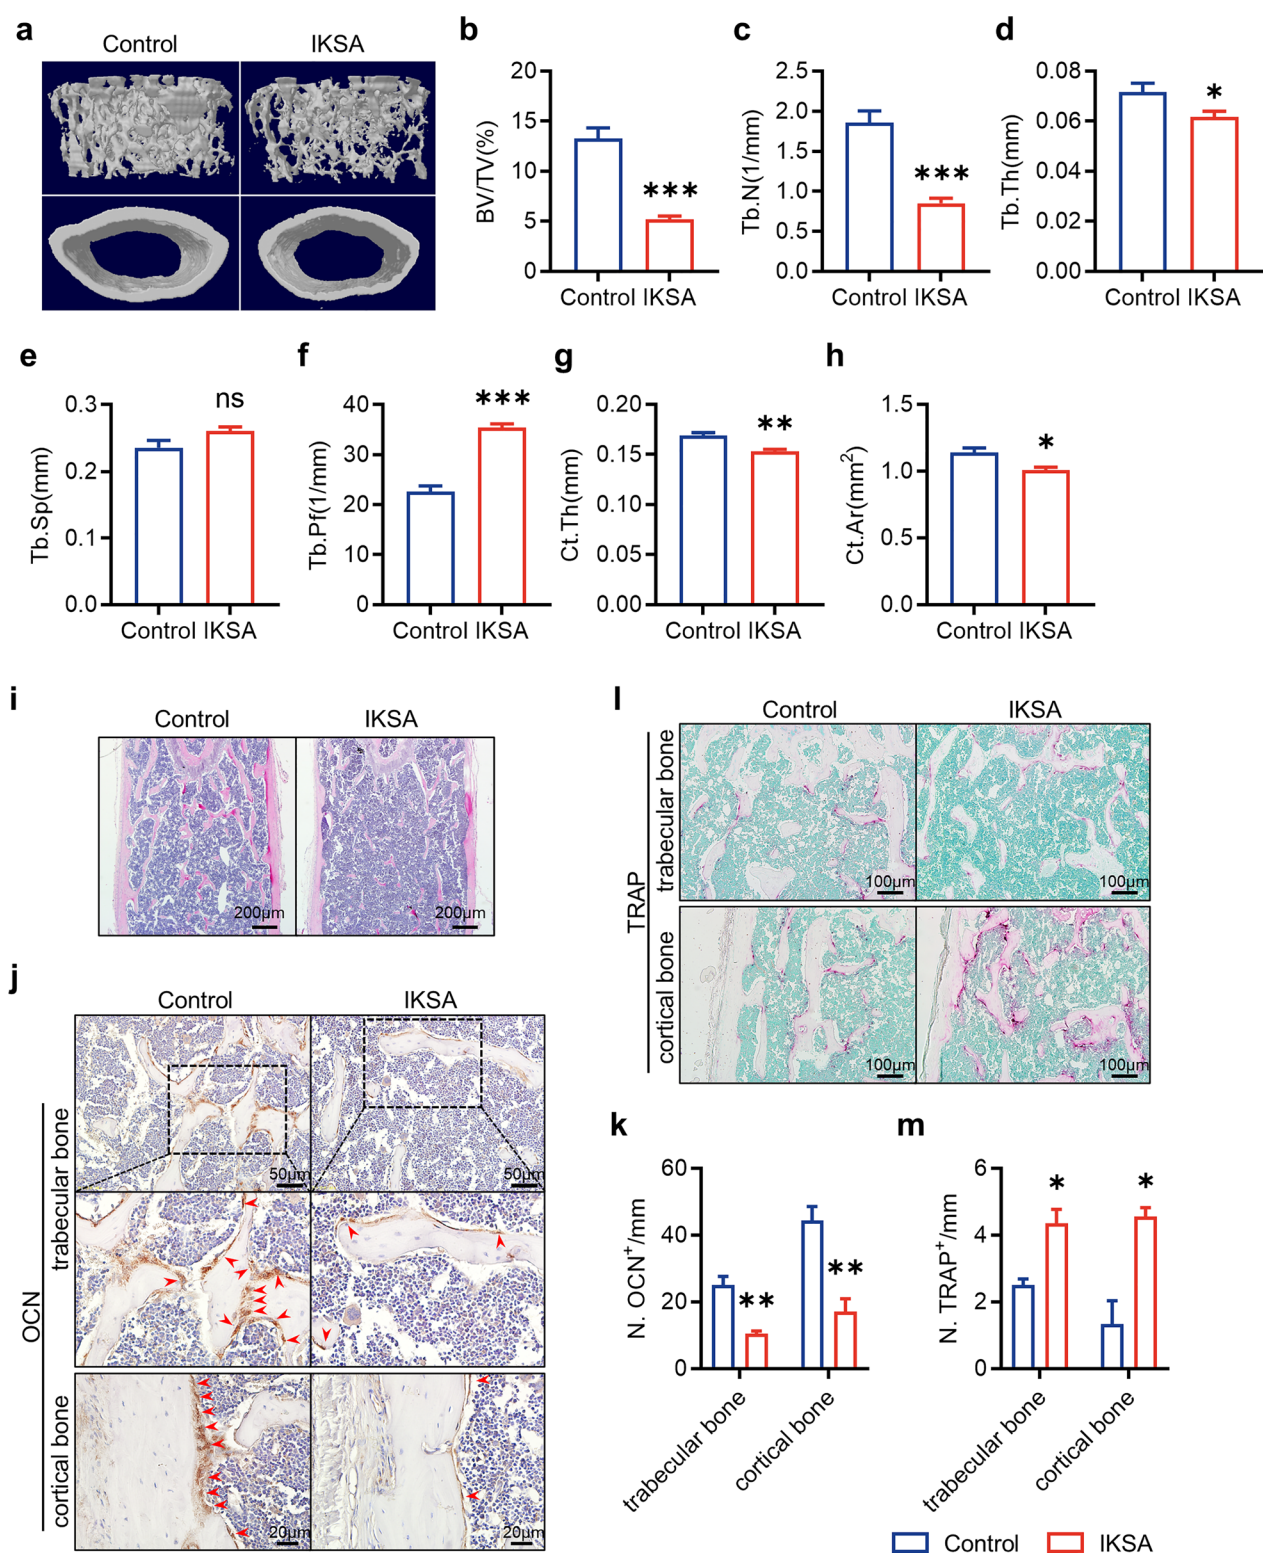 a
Control IKSA
b
BV/TV(%)
20
15
10
5
0
***
Control IKSA
c
Tb.N(1/mm)
2.5
2.0
1.5
1.0
0.5
0.0
***
Control IKSA
d
Tb.Th(mm)
0.08
0.06
0.04
0.02
0.00
*
Control IKSA
e
Tb.Sp(mm)
0.3
0.2
0.1
0.0
ns
Control IKSA
f
Tb.Pf(1/mm)
40
30
20
10
0
***
Control IKSA
g
Ct.Th(mm)
0.20
0.15
0.10
0.05
0.00
**
Control IKSA
h
Ct.Ar(mm²)
1.5
1.0
0.5
0.0
*
Control IKSA
i
Control IKSA
200μm 200μm
j
Control IKSA
OCN
trabecular bone
50μm 50μm
cortical bone
20μm 20μm
l
Control IKSA
TRAP
trabecular bone
100μm 100μm
cortical bone
100μm 100μm
k
N. OCN⁺/mm
60
40
20
0
**
**
trabecular bone
cortical bone
m
N. TRAP⁺/mm
6
4
2
0
*
*
trabecular bone
cortical bone
Control IKSA